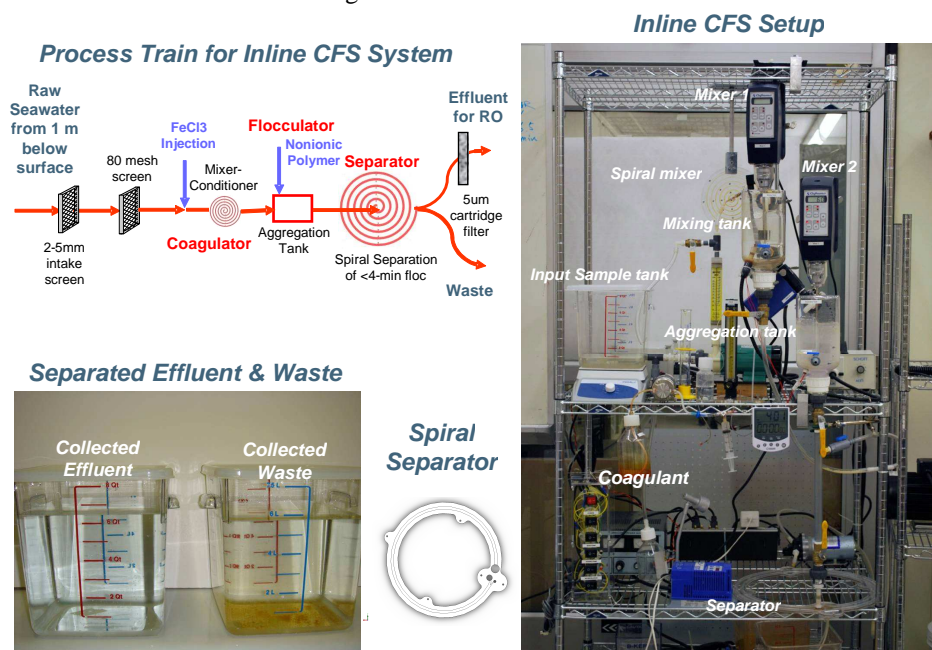 Inline CFS Setup
Process Train for Inline CFS System
Raw
Seawater
from 1 m
below
surface
2-5mm
intake
screen
80 mesh
screen
FeCl3
Injection
Mixer-
Conditioner
Coagulator
Flocculator
Nonionic
Polymer
Aggregation
Tank
Separator
Spiral Separation
of <4-min floc
Effluent
for RO
5um
cartridge
filter
Waste
Mixer 1
Spiral mixer
Mixer 2
Mixing tank
Input Sample tank
Aggregation tank
Coagulant
Separator
Separated Effluent & Waste
Collected
Effluent
Collected
Waste
2 Qt
Spiral
Separator